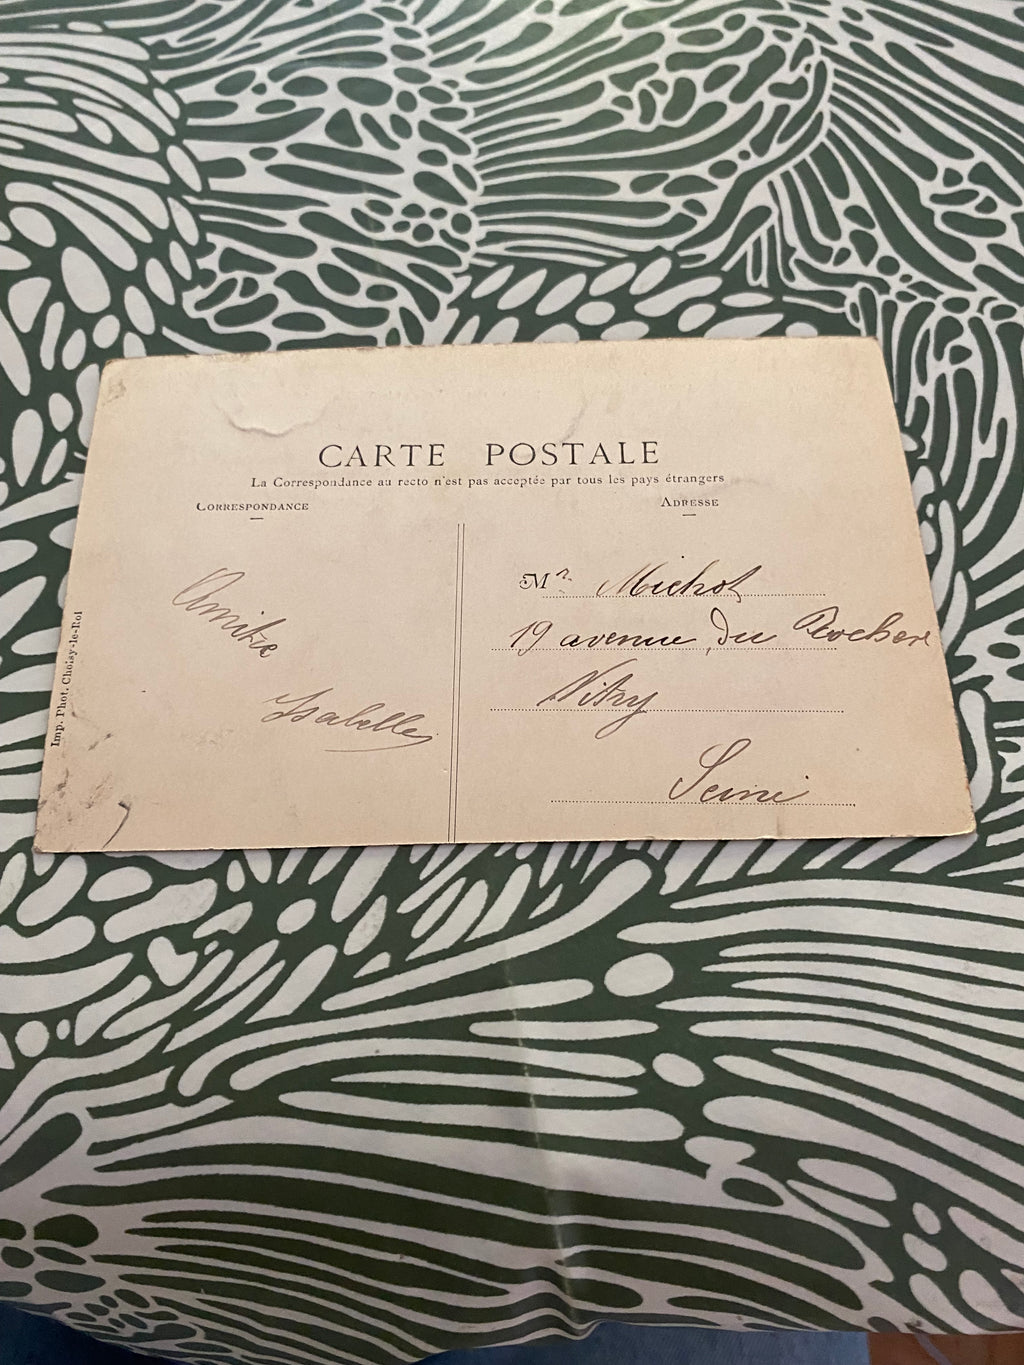 CARTE POSTALE
La Correspondance au recto n'est pas acceptée par tous les pays étrangers
CORRESPONDANCE
ADRESSE
Amitié
Isabelle
Mr Michot
19 avenue du Rocher
Vitry
Seine
Imp. Phot. Choisy-le-Roi